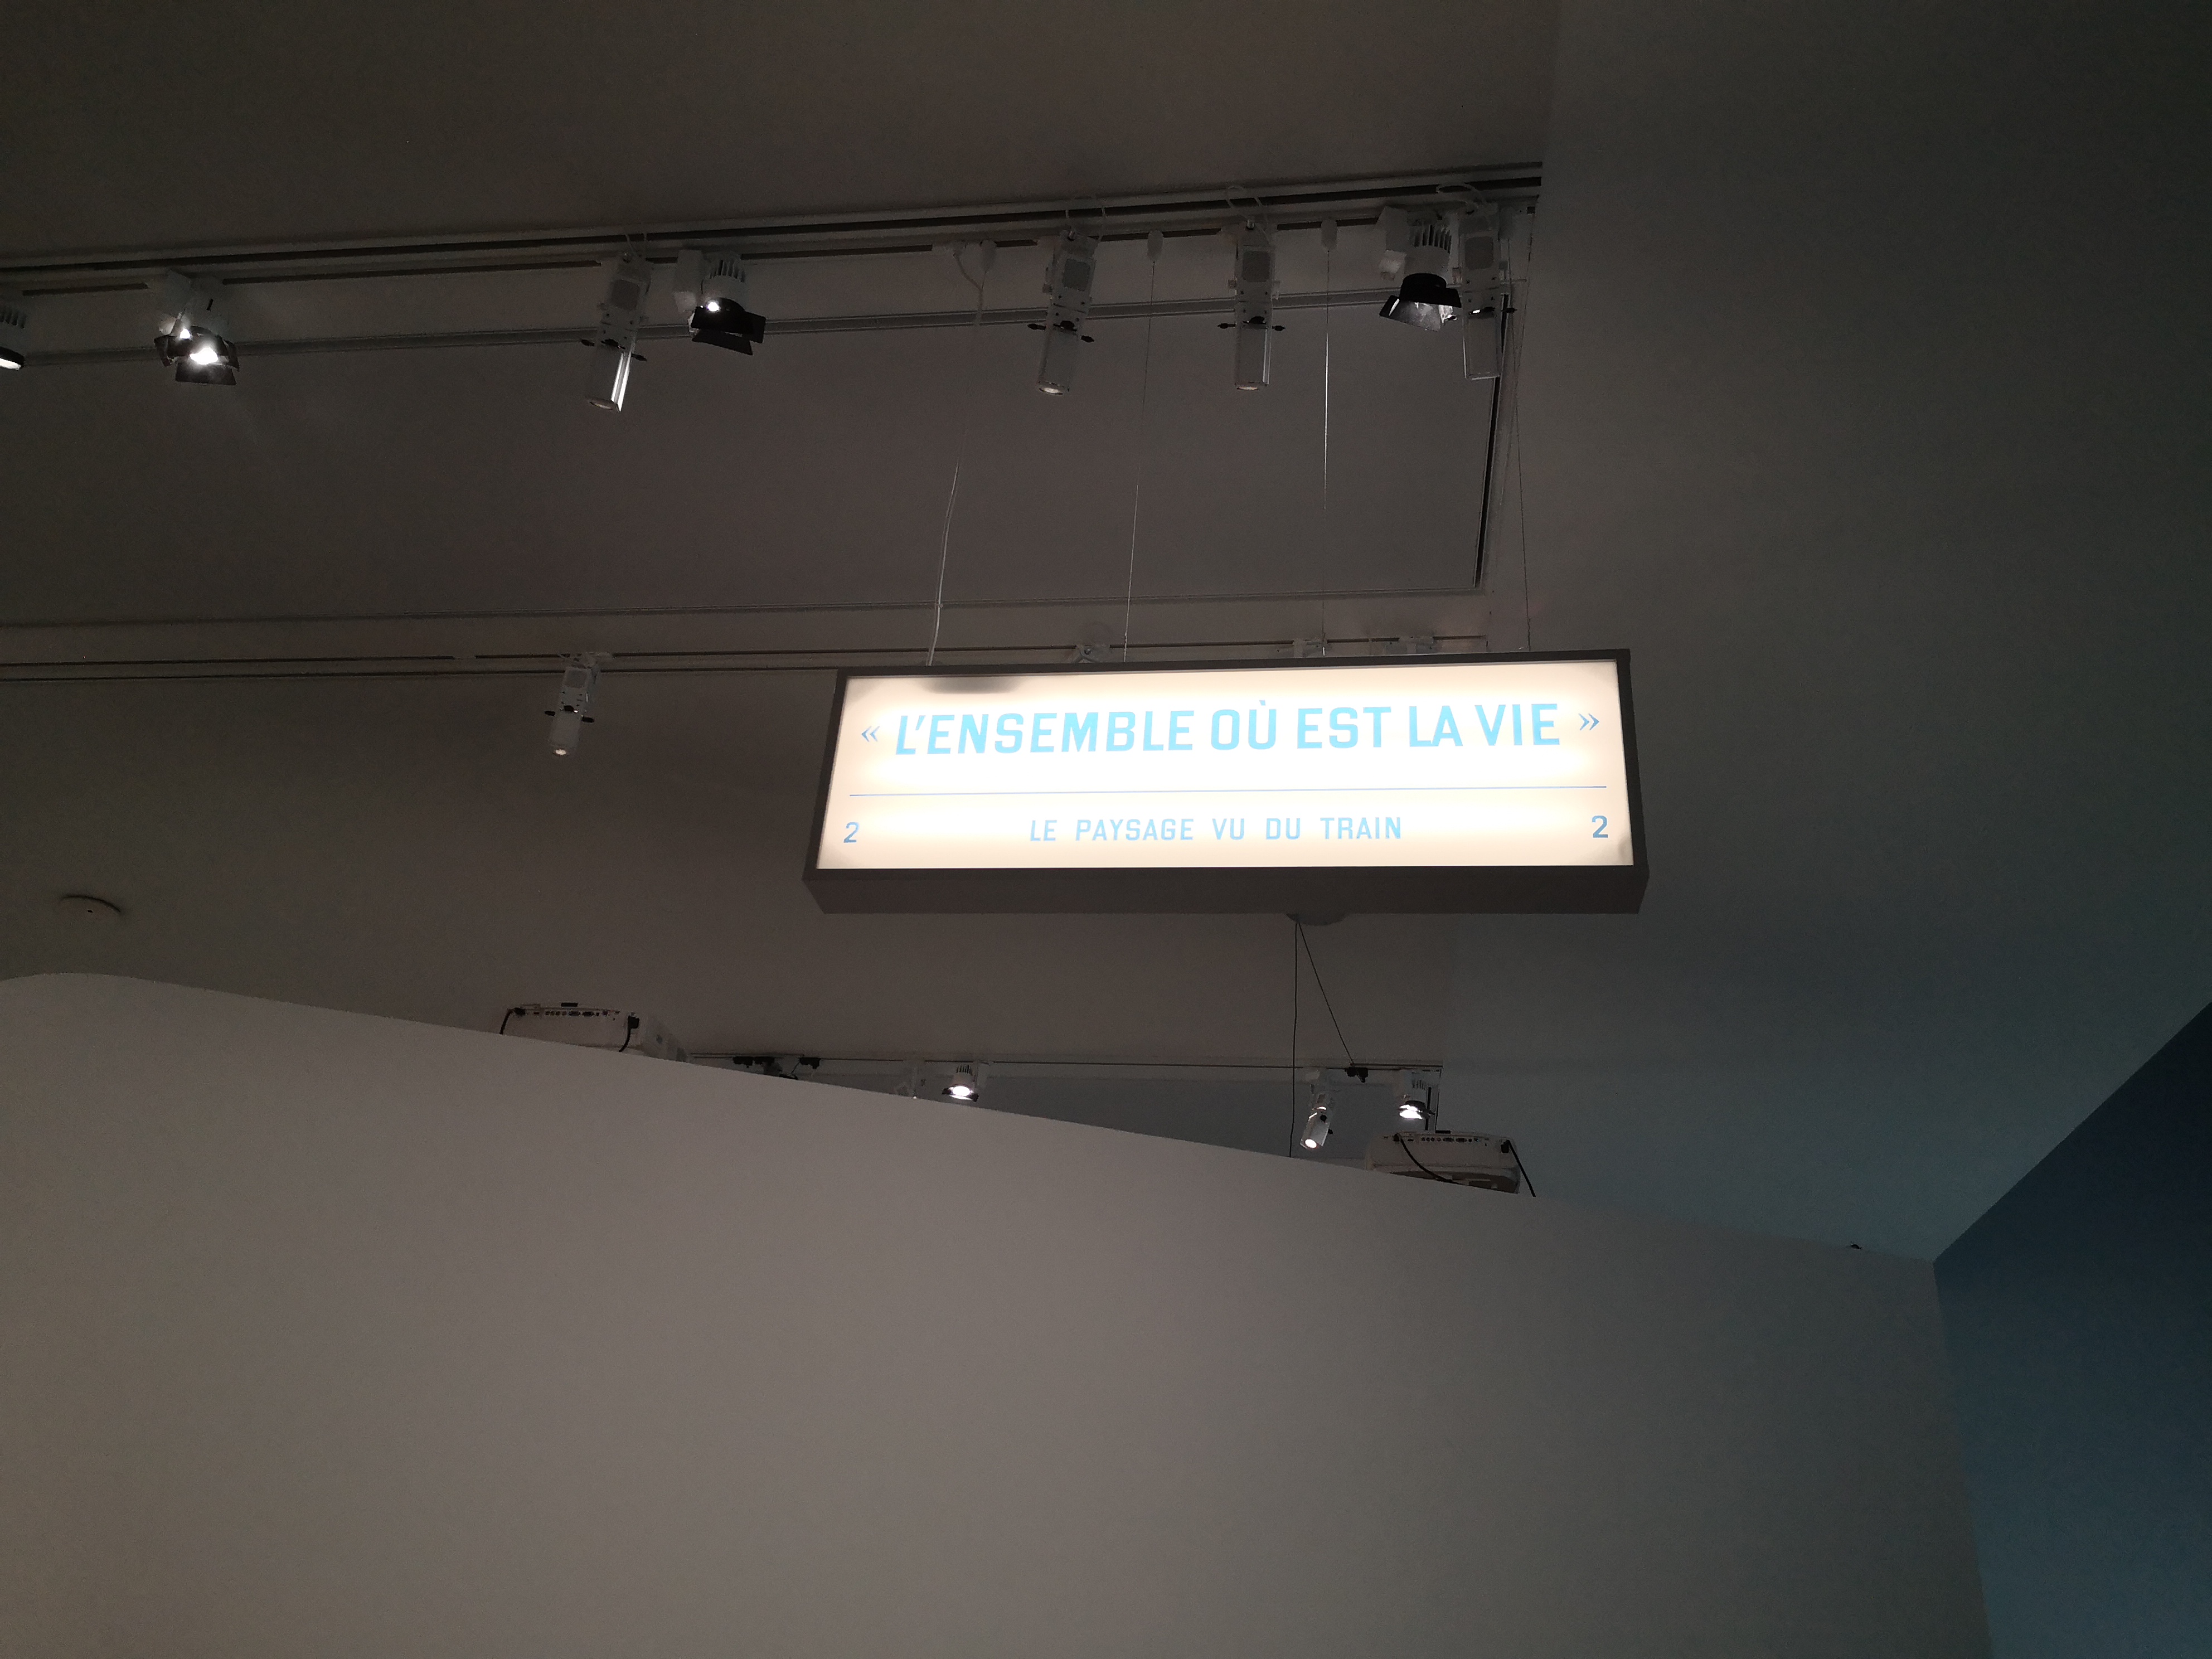 « L'ENSEMBLE OÙ EST LA VIE »
2 LE PAYSAGE VU DU TRAIN 2